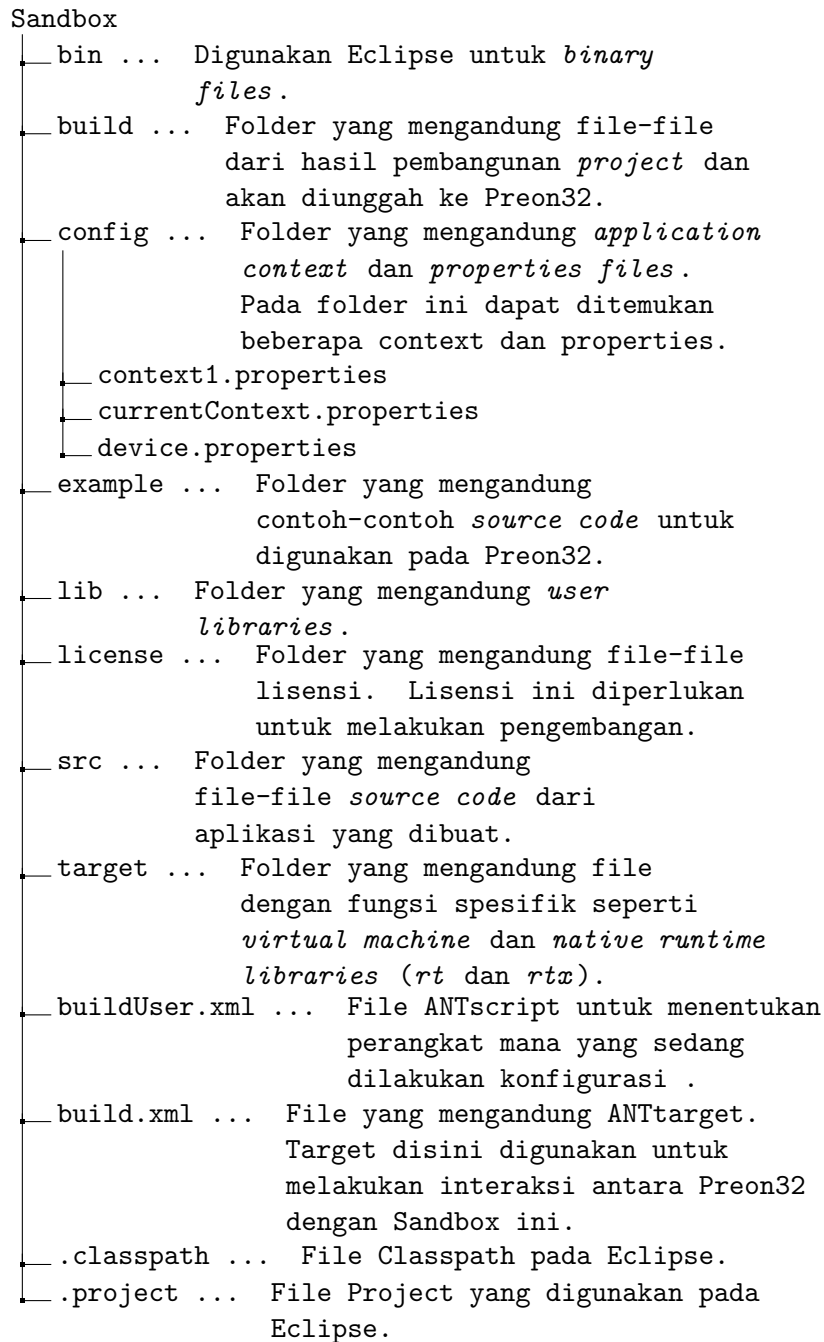 Sandbox
bin ... Digunakan Eclipse untuk binary
files.
build ... Folder yang mengandung file-file
dari hasil pembangunan project dan
akan diunggah ke Preon32.
config ... Folder yang mengandung application
context dan properties files.
Pada folder ini dapat ditemukan
beberapa context dan properties.
context1.properties
currentContext.properties
device.properties
example ... Folder yang mengandung
contoh-contoh source code untuk
digunakan pada Preon32.
lib ... Folder yang mengandung user
libraries.
license ... Folder yang mengandung file-file
lisensi. Lisensi ini diperlukan
untuk melakukan pengembangan.
src ... Folder yang mengandung
file-file source code dari
aplikasi yang dibuat.
target ... Folder yang mengandung file
dengan fungsi spesifik seperti
virtual machine dan native runtime
libraries (rt dan rtx).
buildUser.xml ... File ANTscript untuk menentukan
perangkat mana yang sedang
dilakukan konfigurasi .
build.xml ... File yang mengandung ANTtarget.
Target disini digunakan untuk
melakukan interaksi antara Preon32
dengan Sandbox ini.
.classpath ... File Classpath pada Eclipse.
.project ... File Project yang digunakan pada
Eclipse.